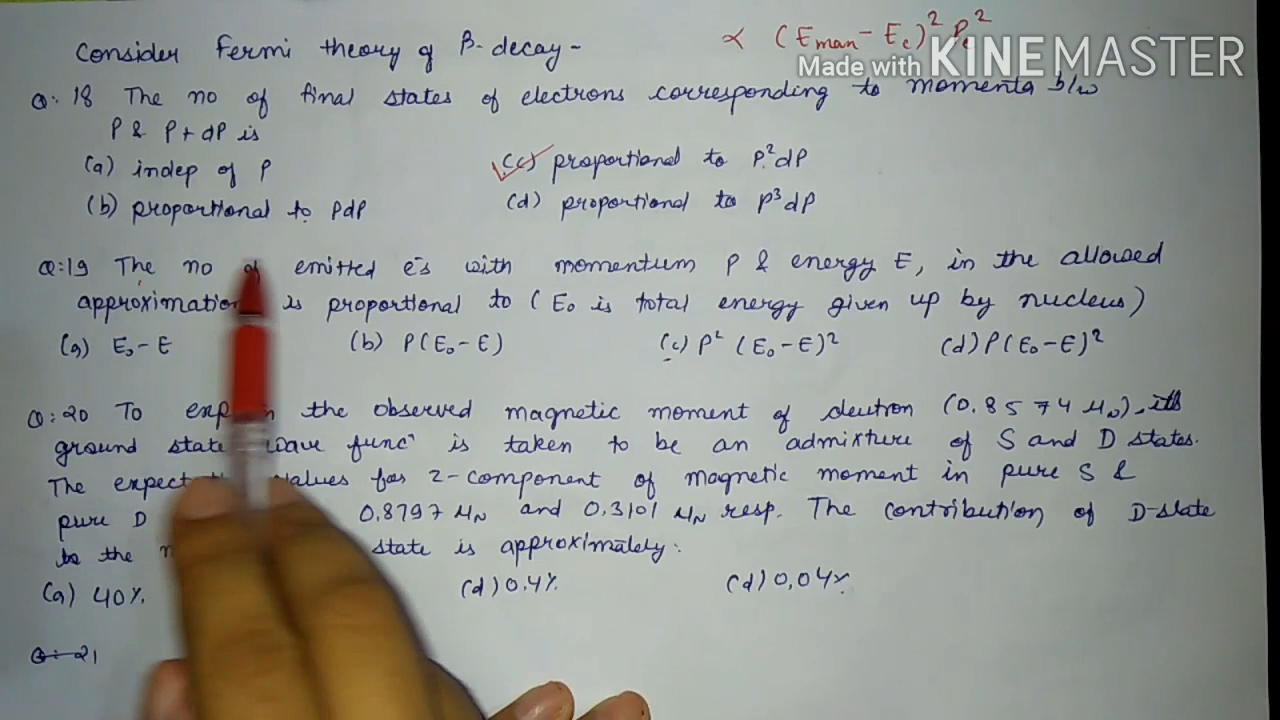 ∝ (Eman - Ec)² Pc²
Made with KINEMASTER
Consider Fermi theory of β-decay -
Q: 18 The no of final states of electrons corresponding to momenta b/w
P & P+dP is
(a) indep of P
(c) proportional to P²dP
(b) proportional to PdP
(d) proportional to P³dP
Q:19 The no of emitted e⁻s with momentum P & energy E, in the allowed
approximation is proportional to (E₀ is total energy given up by nucleus)
(a) E₀-E (b) P(E₀-E) (c) P² (E₀-E)² (d) P(E₀-E)²
Q:20 To the observed magnetic moment of deutron (0.8574 μN), its
ground state wave func is taken to be an admixture of S and D states.
The values for z-component of magnetic moment in pure S &
pure D 0.8797 μN and 0.3101 μN resp. The contribution of D-state
to the state is approximately:
(a) 40%. (d) 0.4%. (d) 0.04%.
Q: 21